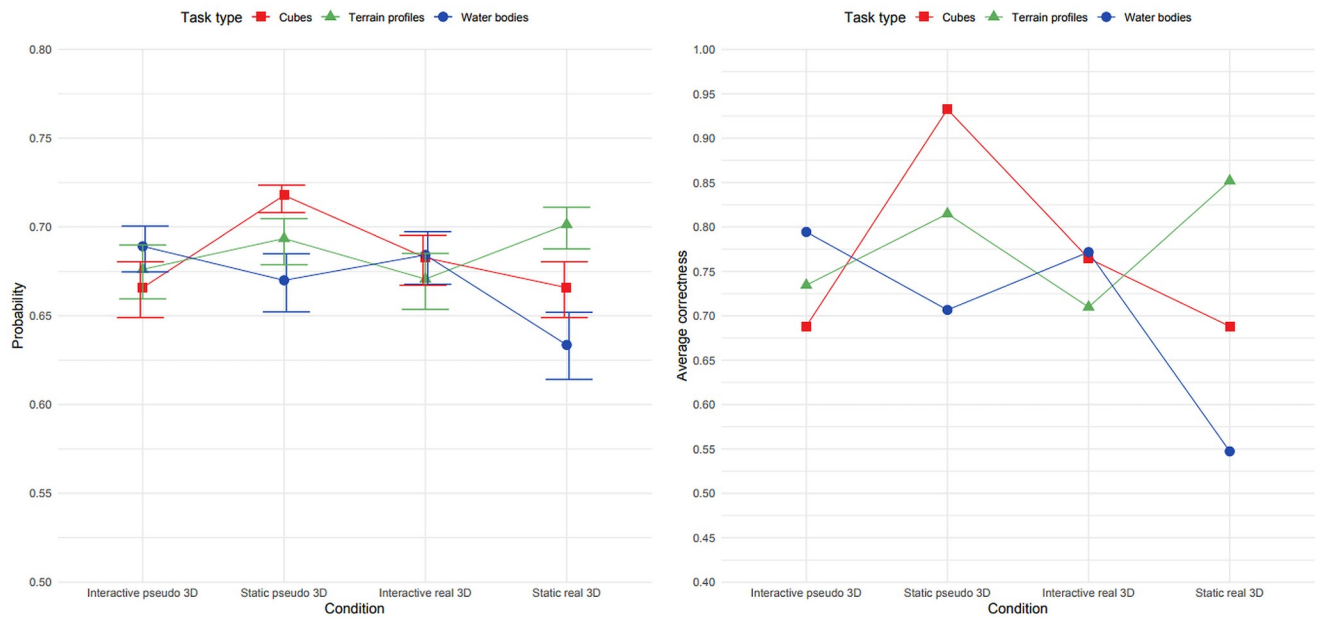 Task type Cubes Terrain profiles Water bodies
0.80
0.75
0.70
0.65
0.60
0.55
0.50
Probability
Interactive pseudo 3D Static pseudo 3D Interactive real 3D Static real 3D
Condition
Task type Cubes Terrain profiles Water bodies
1.00
0.95
0.90
0.85
0.80
0.75
0.70
0.65
0.60
0.55
0.50
0.45
0.40
Average correctness
Interactive pseudo 3D Static pseudo 3D Interactive real 3D Static real 3D
Condition